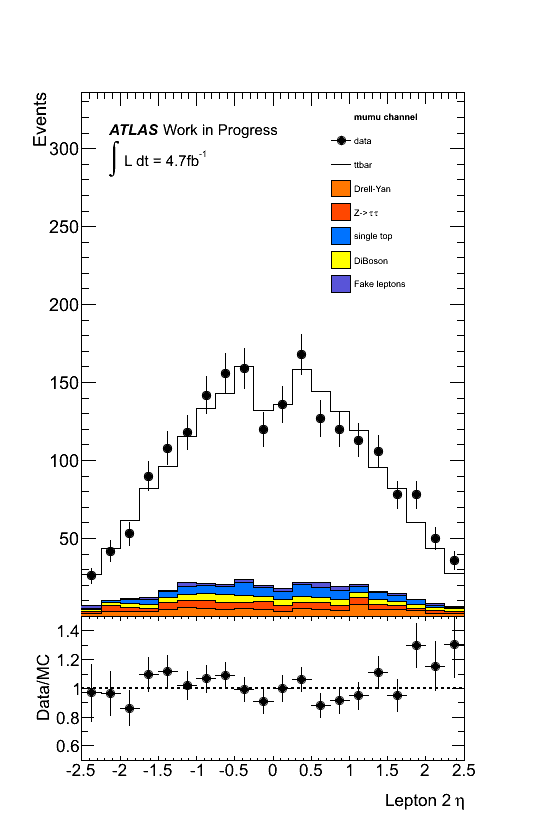 Events
ATLAS Work in Progress
∫ L dt = 4.7fb⁻¹
mumu channel
data
ttbar
Drell-Yan
Z->ττ
single top
DiBoson
Fake leptons
300
250
200
150
100
50
Data/MC
1.4
1.2
1
0.8
0.6
-2.5 -2 -1.5 -1 -0.5 0 0.5 1 1.5 2 2.5
Lepton 2 η